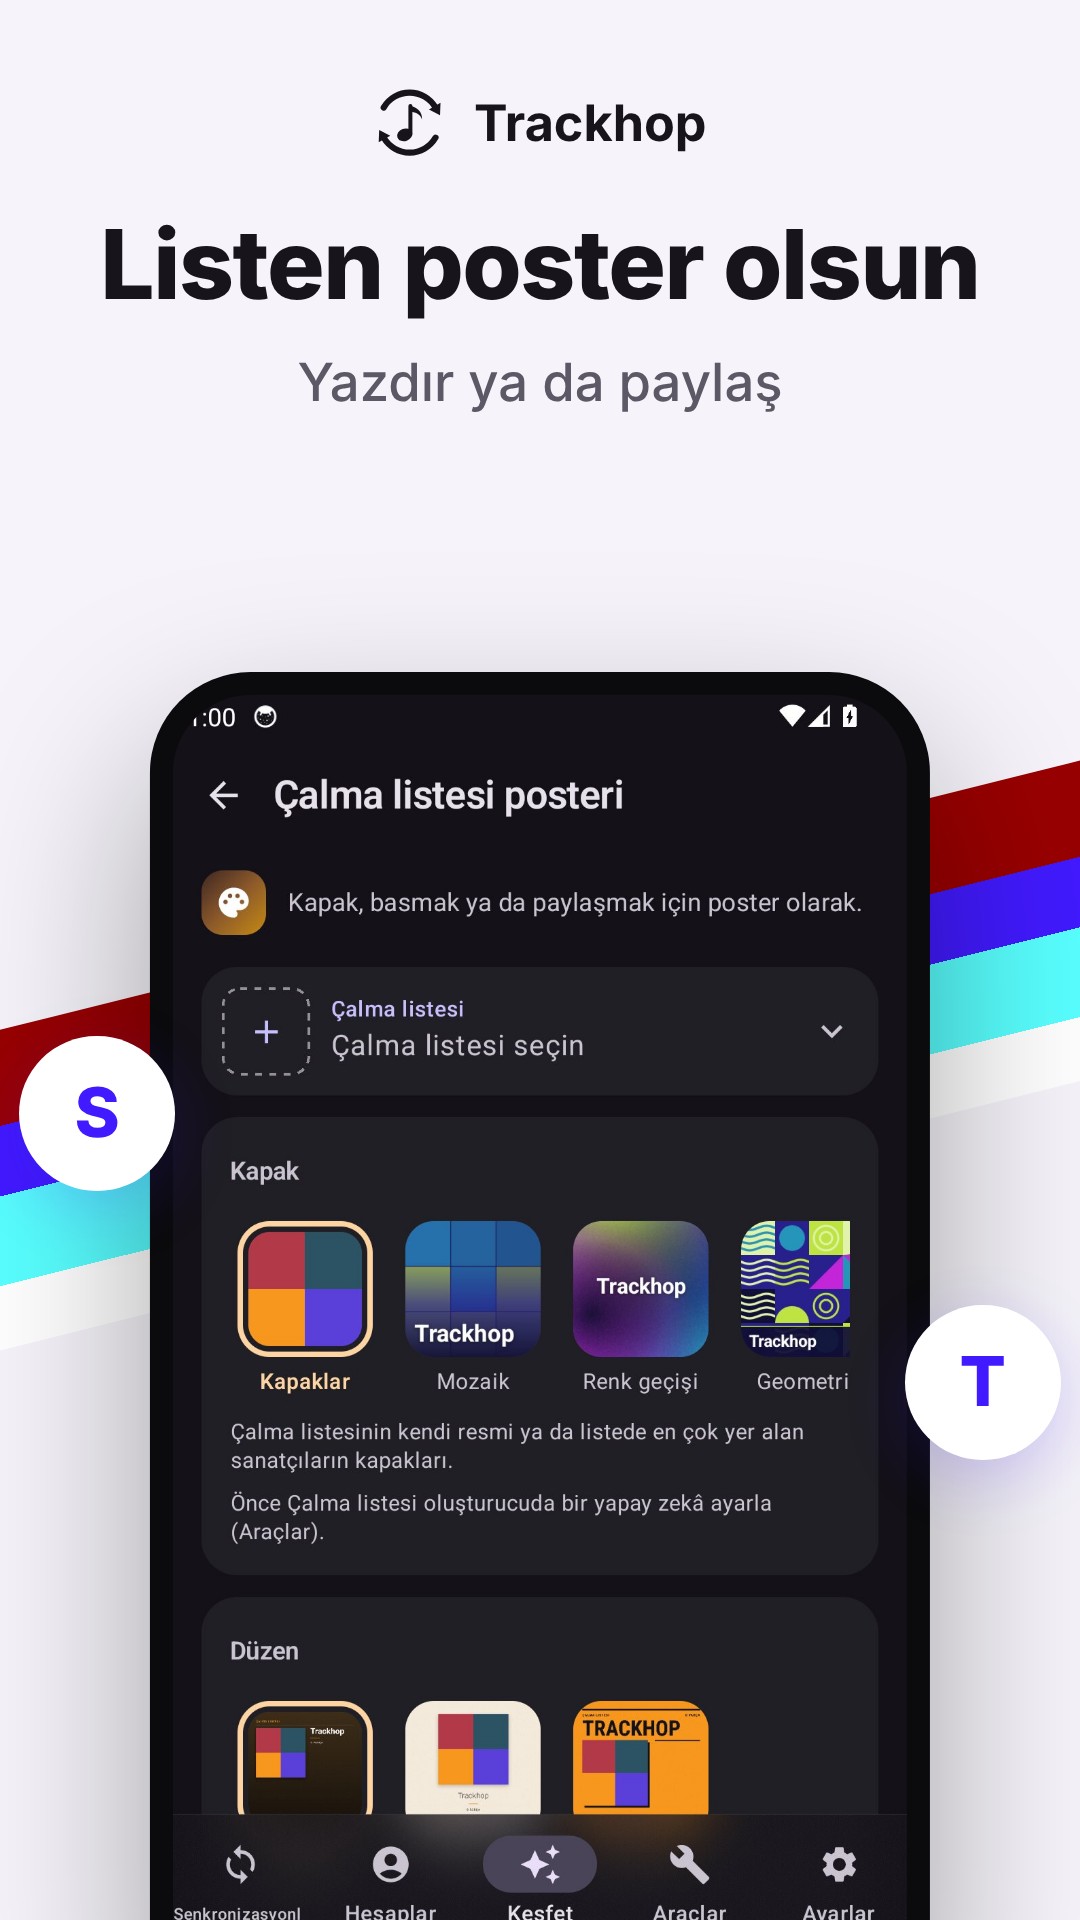 Trackhop
Listen poster olsun
Yazdır ya da paylaş
:00
Çalma listesi posteri
Kapak, basmak ya da paylaşmak için poster olarak.
Çalma listesi
Çalma listesi seçin
S
Kapak
Trackhop
Trackhop
Trackhop
Kapaklar
Mozaik
Renk geçişi
Geometri
T
Çalma listesinin kendi resmi ya da listede en çok yer alan
sanatçıların kapakları.
Önce Çalma listesi oluşturucuda bir yapay zekâ ayarla
(Araçlar).
Düzen
Trackhop
Trackhop
TRACKHOP
Senkronizasyonl
Hesaplar
Keşfet
Araçlar
Ayarlar